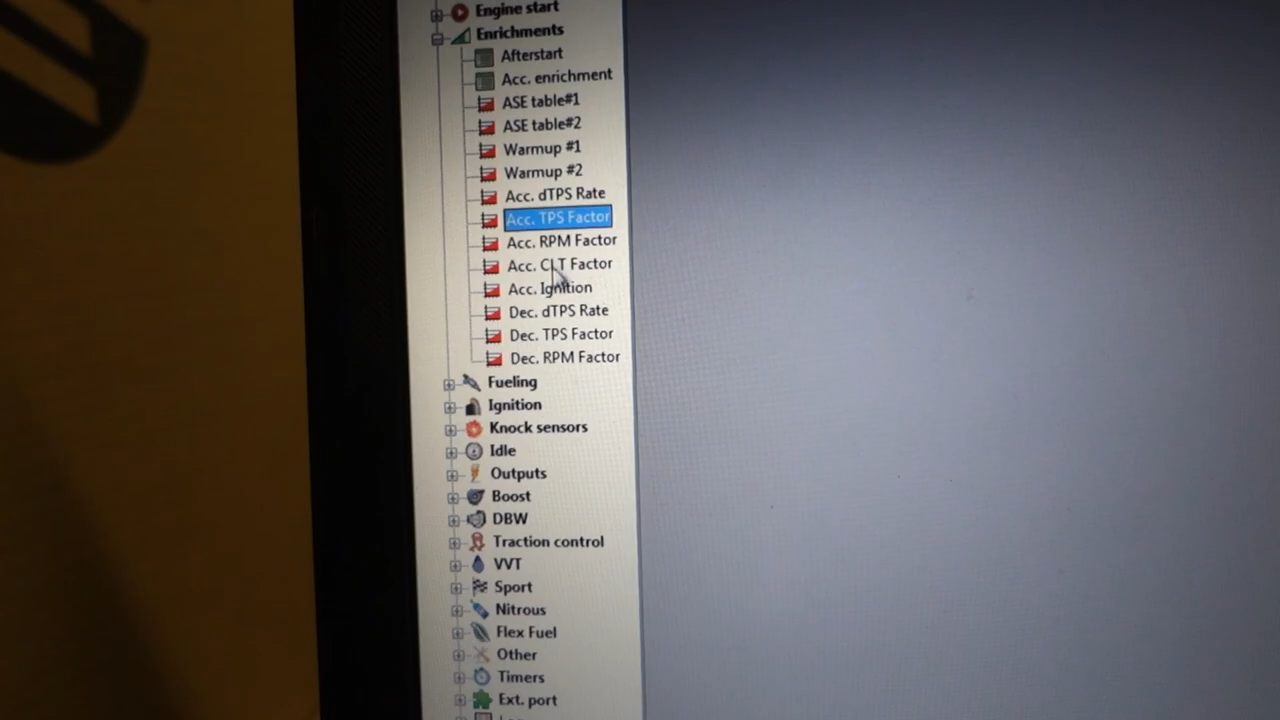 Engine start
Enrichments
Afterstart
Acc. enrichment
ASE table#1
ASE table#2
Warmup #1
Warmup #2
Acc. dTPS Rate
Acc. TPS Factor
Acc. RPM Factor
Acc. CLT Factor
Acc. Ignition
Dec. dTPS Rate
Dec. TPS Factor
Dec. RPM Factor
Fueling
Ignition
Knock sensors
Idle
Outputs
Boost
DBW
Traction control
VVT
Sport
Nitrous
Flex Fuel
Other
Timers
Ext. port